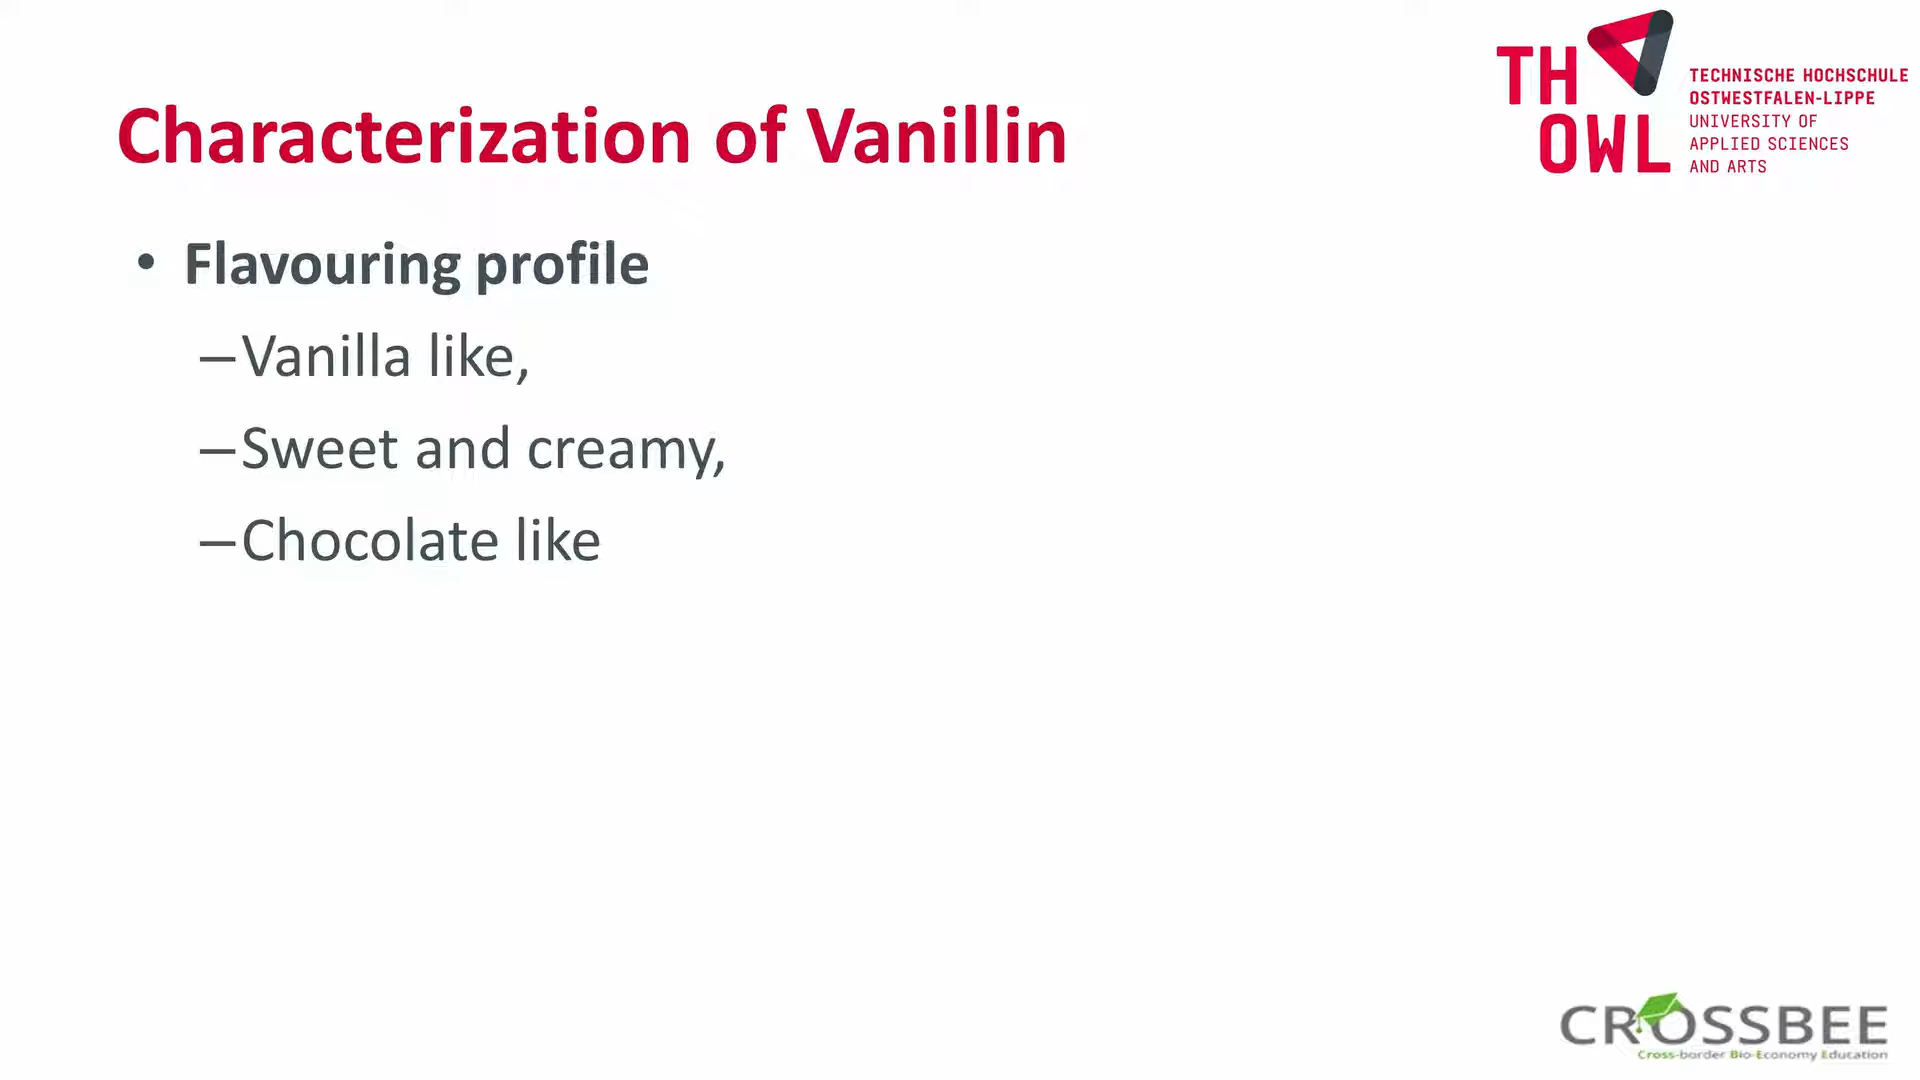 Characterization of Vanillin
TH
OWL
TECHNISCHE HOCHSCHULE
OSTWESTFALEN-LIPPE
UNIVERSITY OF
APPLIED SCIENCES
AND ARTS
• Flavouring profile
–Vanilla like,
–Sweet and creamy,
–Chocolate like
CROSSBEE
Cross-border Bio-Economy Education